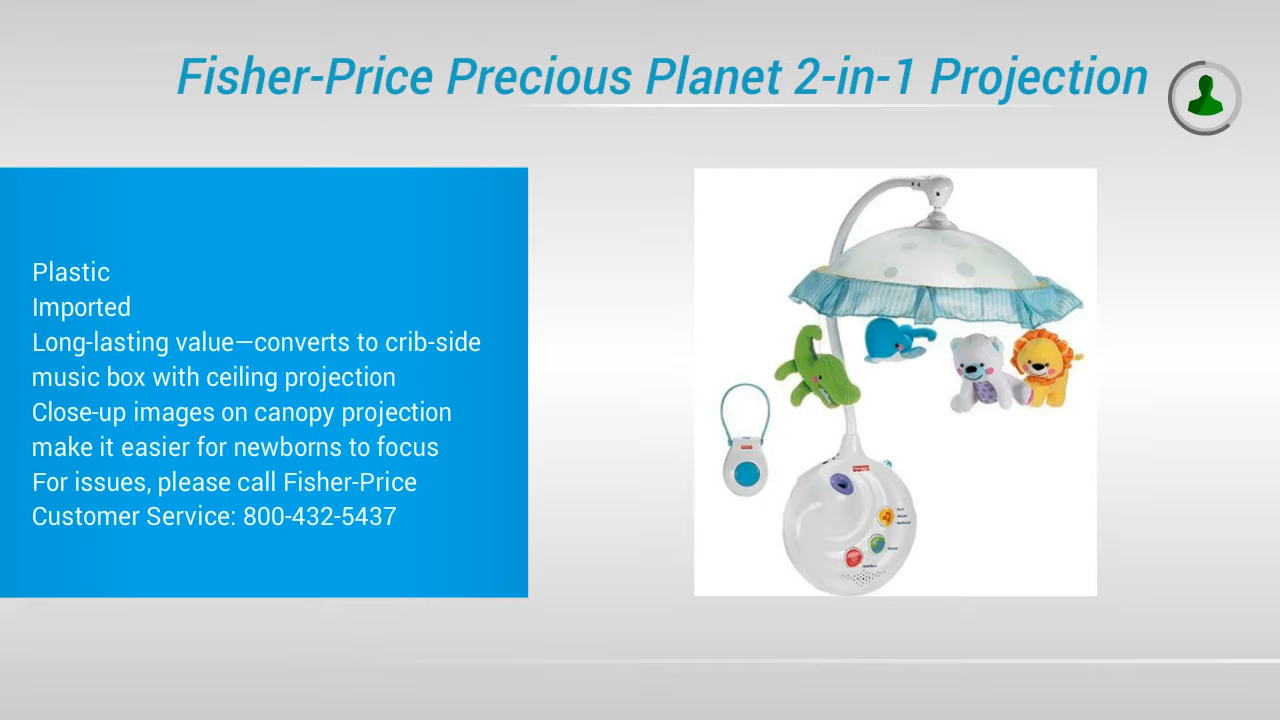 Fisher-Price Precious Planet 2-in-1 Projection
Plastic
Imported
Long-lasting value—converts to crib-side
music box with ceiling projection
Close-up images on canopy projection
make it easier for newborns to focus
For issues, please call Fisher-Price
Customer Service: 800-432-5437